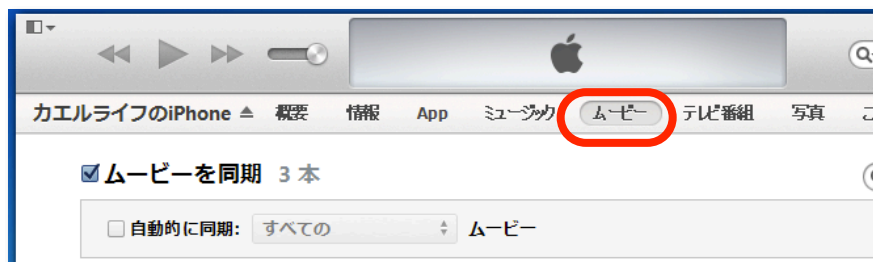 カエルライフのiPhone 概要 情報 App ミュージック ムービー テレビ番組 写真
ムービーを同期 3 本
自動的に同期: すべての ムービー